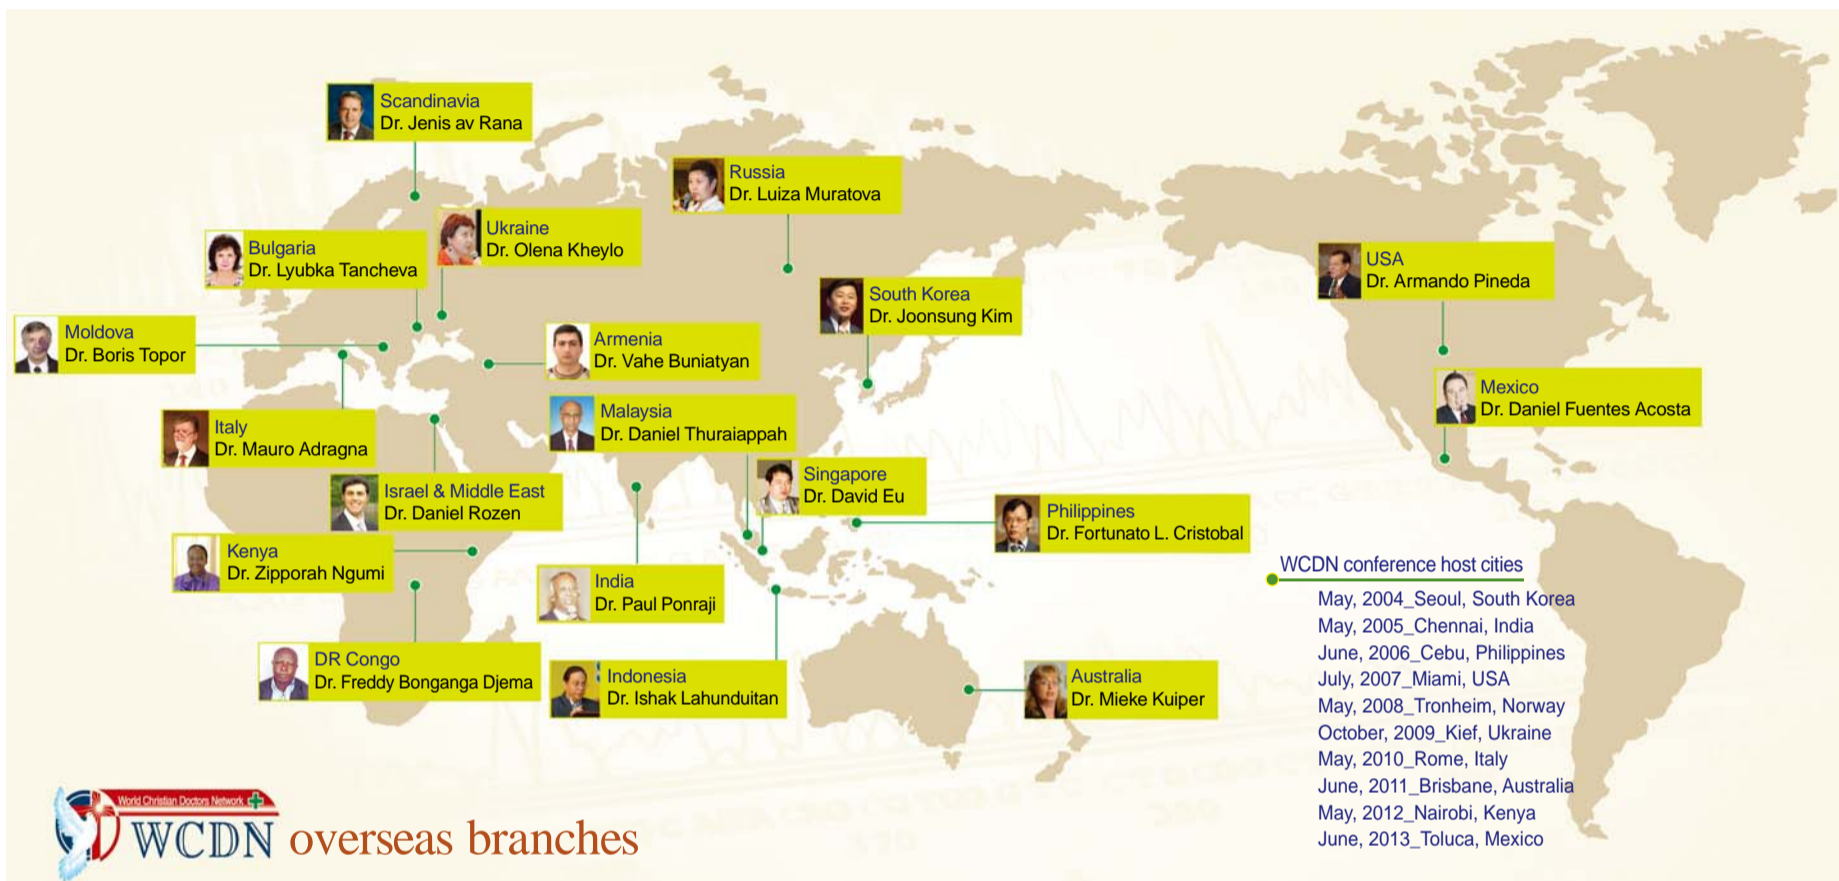 Scandinavia
Dr. Jenis av Rana
Russia
Dr. Luiza Muratova
Ukraine
Dr. Olena Kheylo
Bulgaria
Dr. Lyubka Tancheva
USA
Dr. Armando Pineda
South Korea
Dr. Joonsung Kim
Moldova
Dr. Boris Topor
Armenia
Dr. Vahe Buniatyan
Mexico
Dr. Daniel Fuentes Acosta
Malaysia
Dr. Daniel Thuraiappah
Italy
Dr. Mauro Adragna
Singapore
Dr. David Eu
Israel & Middle East
Dr. Daniel Rozen
Philippines
Dr. Fortunato L. Cristobal
Kenya
Dr. Zipporah Ngumi
India
Dr. Paul Ponraji
DR Congo
Dr. Freddy Bonganga Djema
Indonesia
Dr. Ishak Lahunduitan
Australia
Dr. Mieke Kuiper
WCDN conference host cities
May, 2004_Seoul, South Korea
May, 2005_Chennai, India
June, 2006_Cebu, Philippines
July, 2007_Miami, USA
May, 2008_Tronheim, Norway
October, 2009_Kief, Ukraine
May, 2010_Rome, Italy
June, 2011_Brisbane, Australia
May, 2012_Nairobi, Kenya
June, 2013_Toluca, Mexico
World Christian Doctors Network
WCDN overseas branches